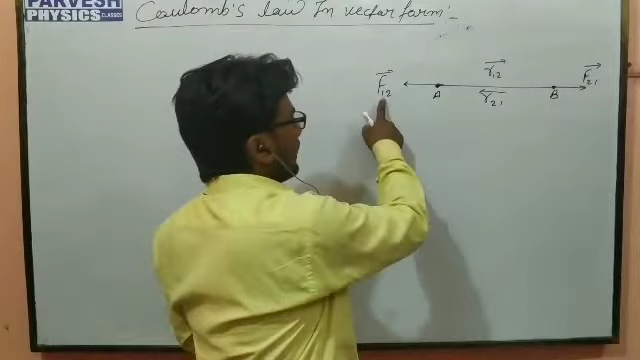 PARVESH
PHYSICS CLASSES
Coulomb's law In vector form:-
F₁₂ r₁₂ F₂₁
A r₂₁ B